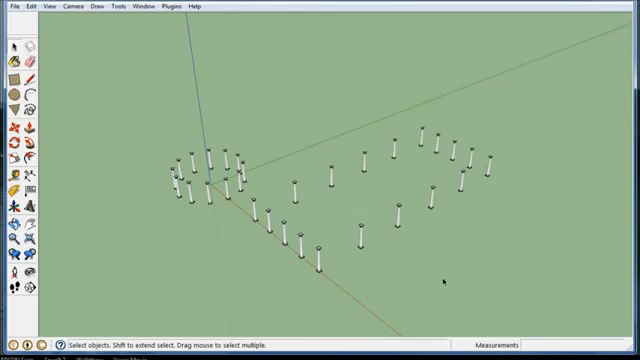 File Edit View Camera Draw Tools Window Plugins Help
Select objects. Shift to extend select. Drag mouse to select multiple.
Measurements